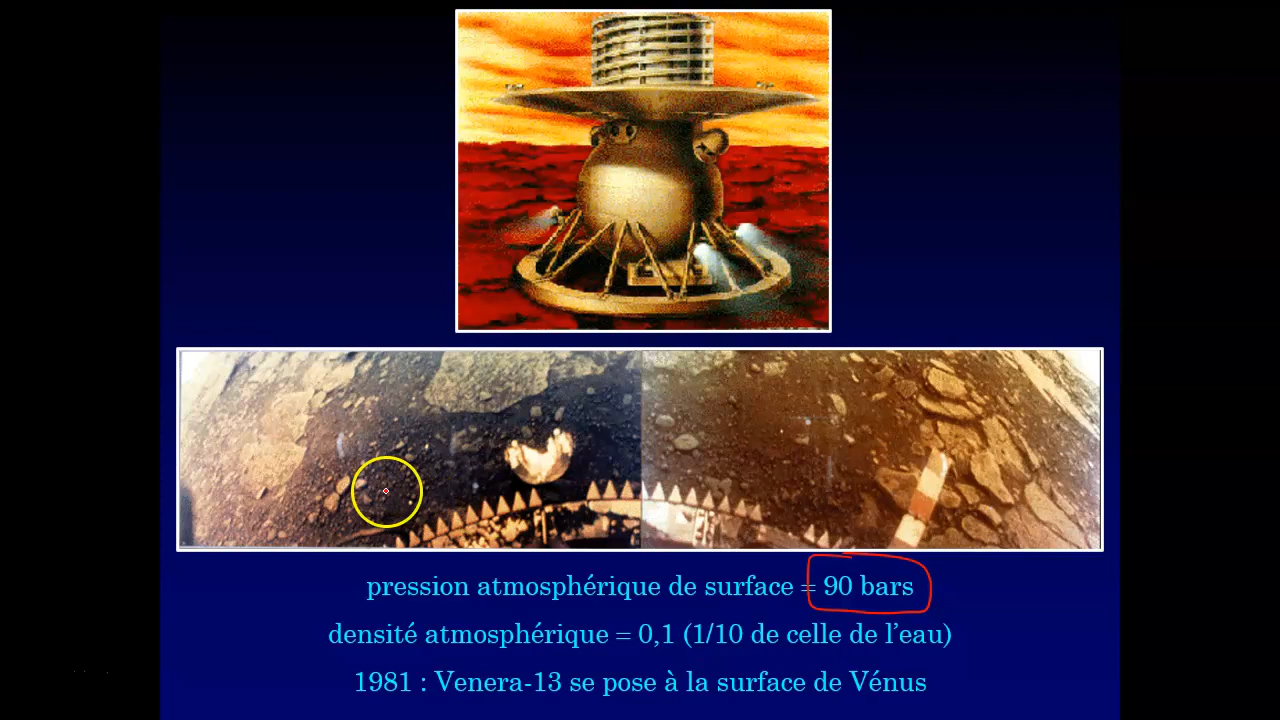 pression atmosphérique de surface = 90 bars
densité atmosphérique = 0,1 (1/10 de celle de l’eau)
1981 : Venera-13 se pose à la surface de Vénus